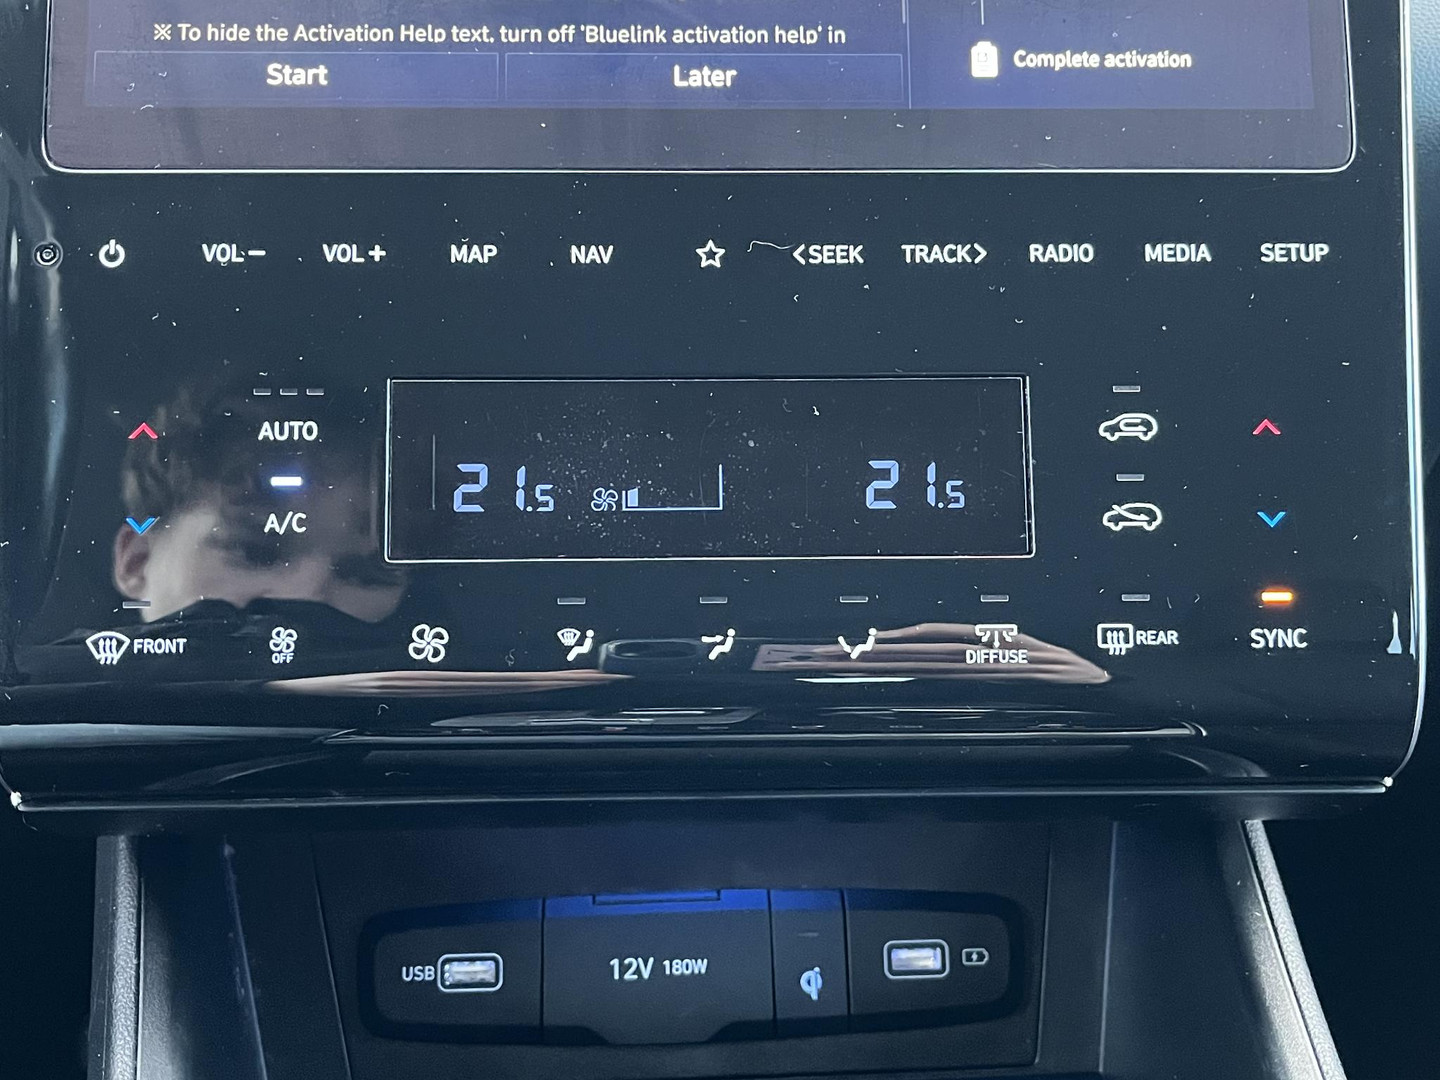 ※ To hide the Activation Help text, turn off 'Bluelink activation help' in
Start
Later
Complete activation
VOL−
VOL+
MAP
NAV
<SEEK
TRACK>
RADIO
MEDIA
SETUP
AUTO
A/C
21.5
21.5
FRONT
OFF
DIFFUSE
REAR
SYNC
USB
12V 180W